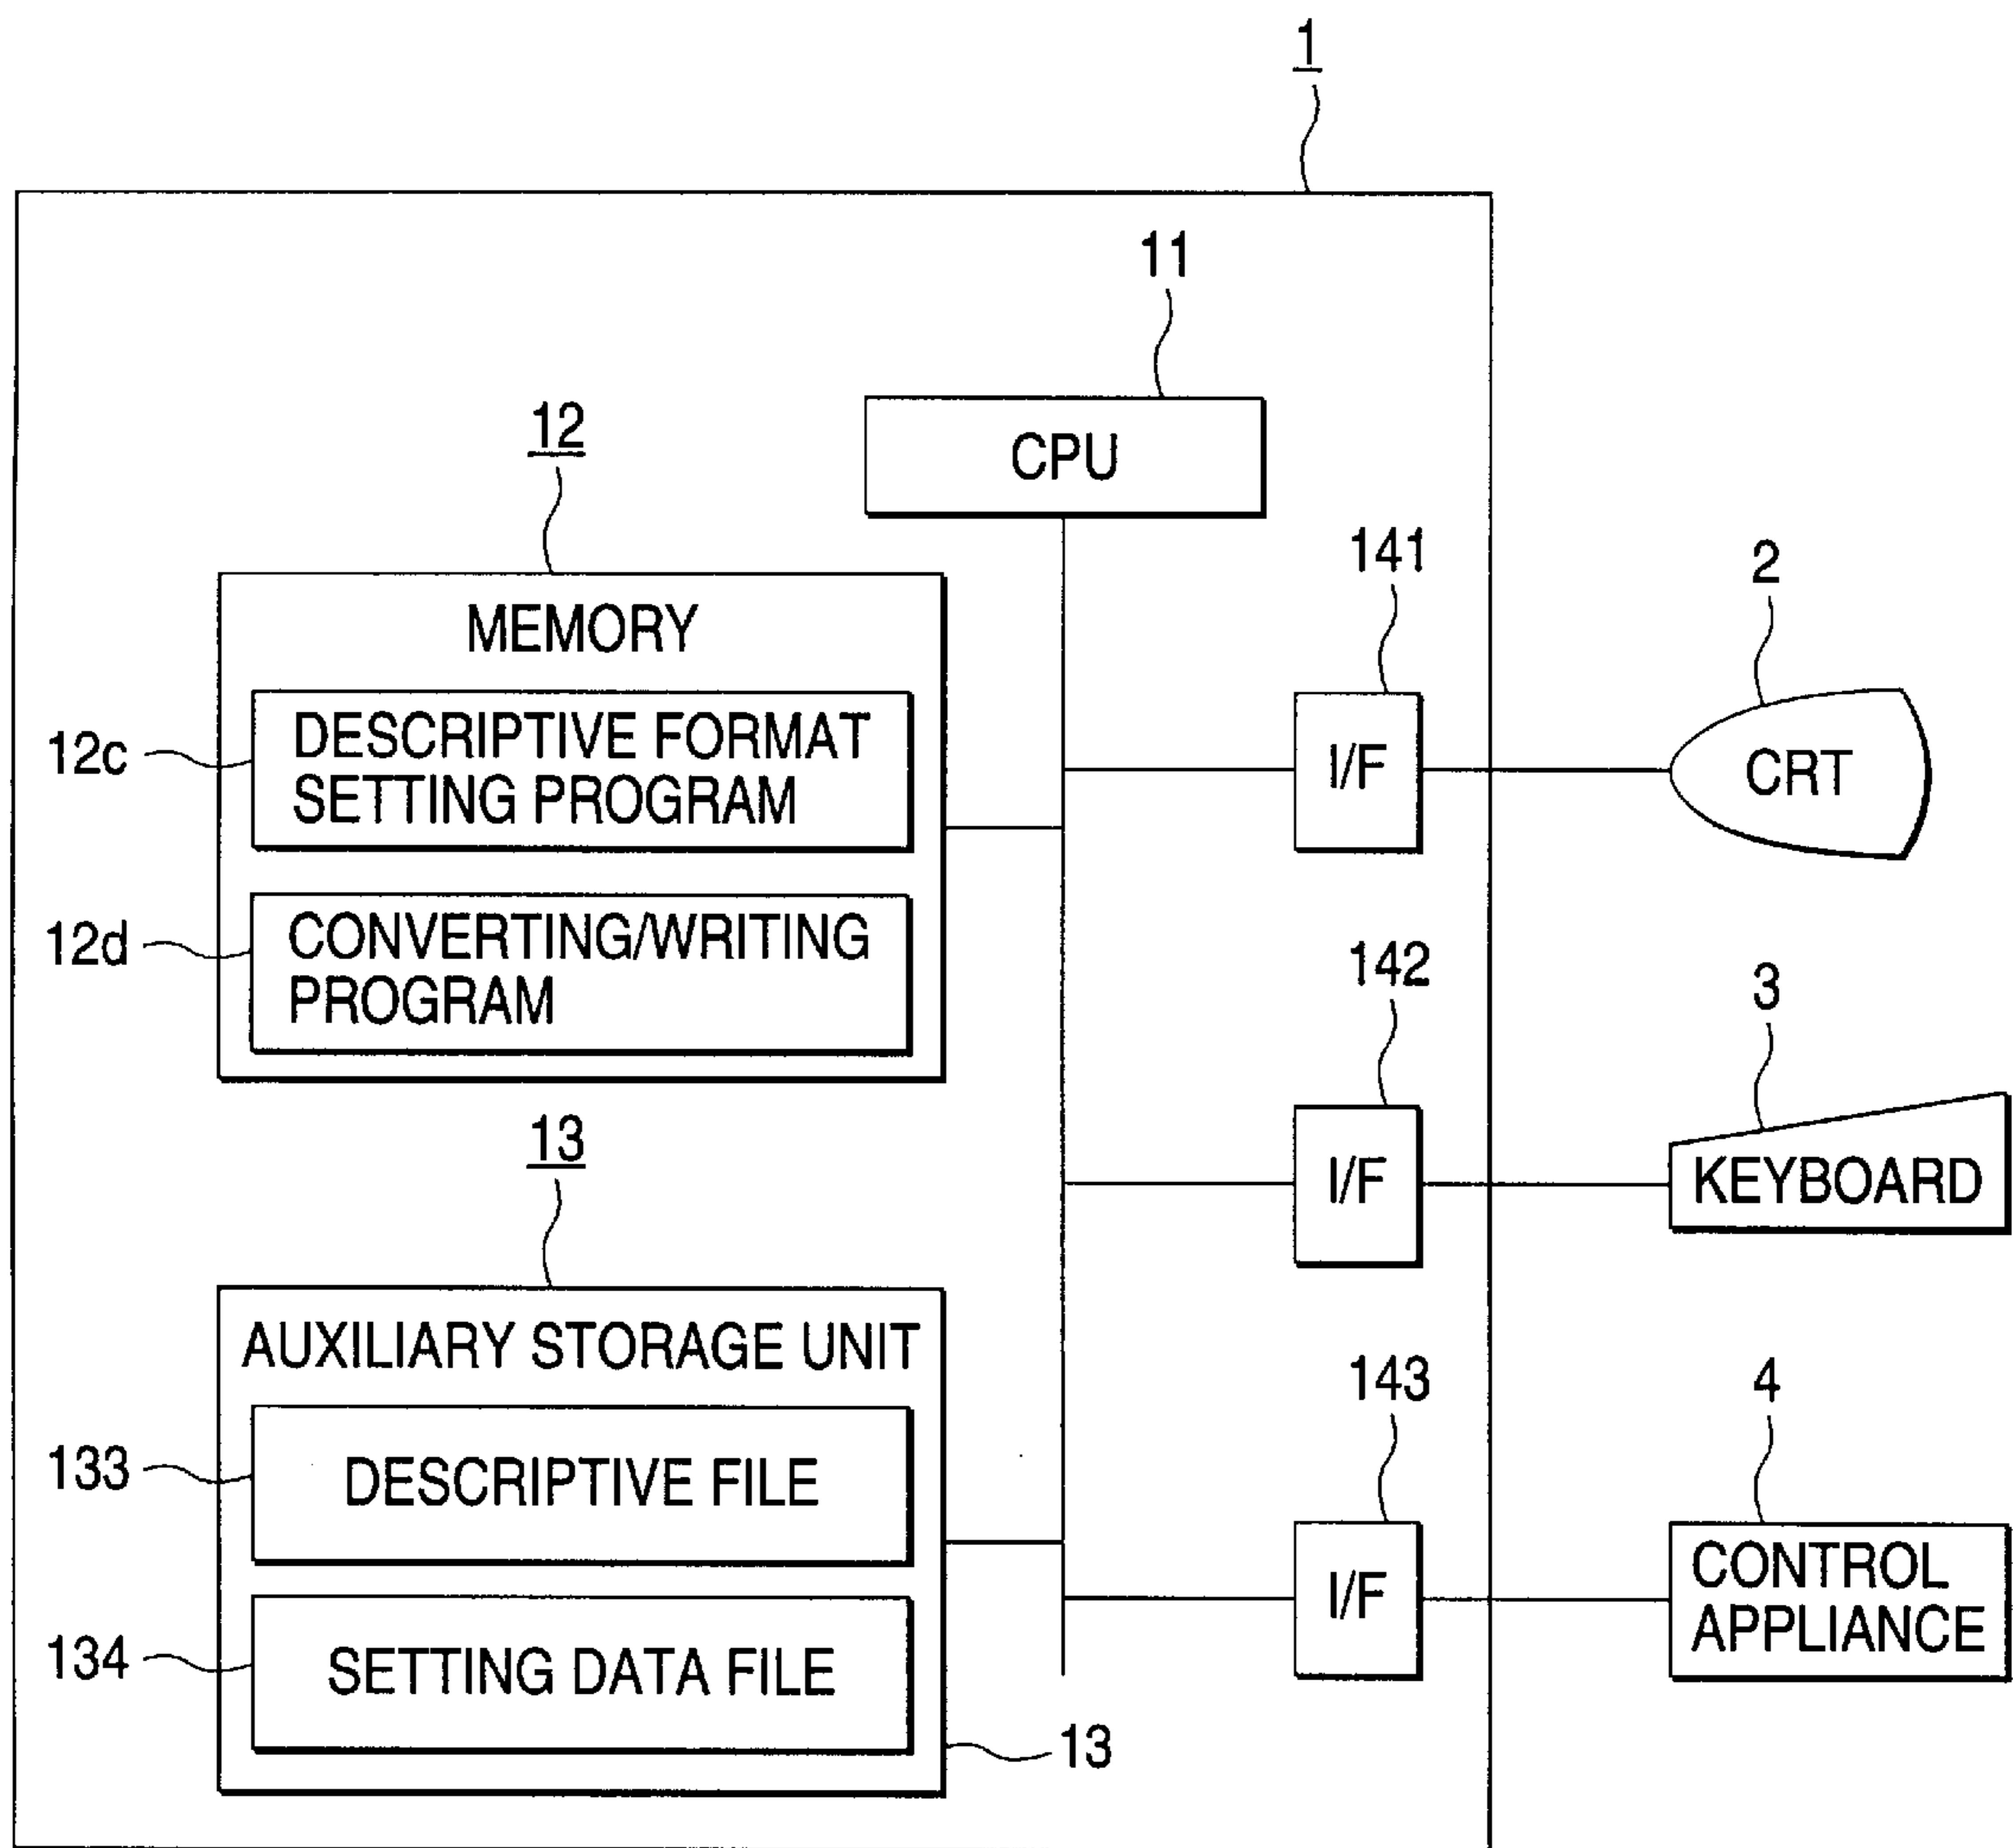 1
11
CPU
12
MEMORY
12c
DESCRIPTIVE FORMAT
SETTING PROGRAM
12d
CONVERTING/WRITING
PROGRAM
141
I/F
2
CRT
142
I/F
3
KEYBOARD
13
AUXILIARY STORAGE UNIT
133
DESCRIPTIVE FILE
134
SETTING DATA FILE
13
143
I/F
4
CONTROL
APPLIANCE